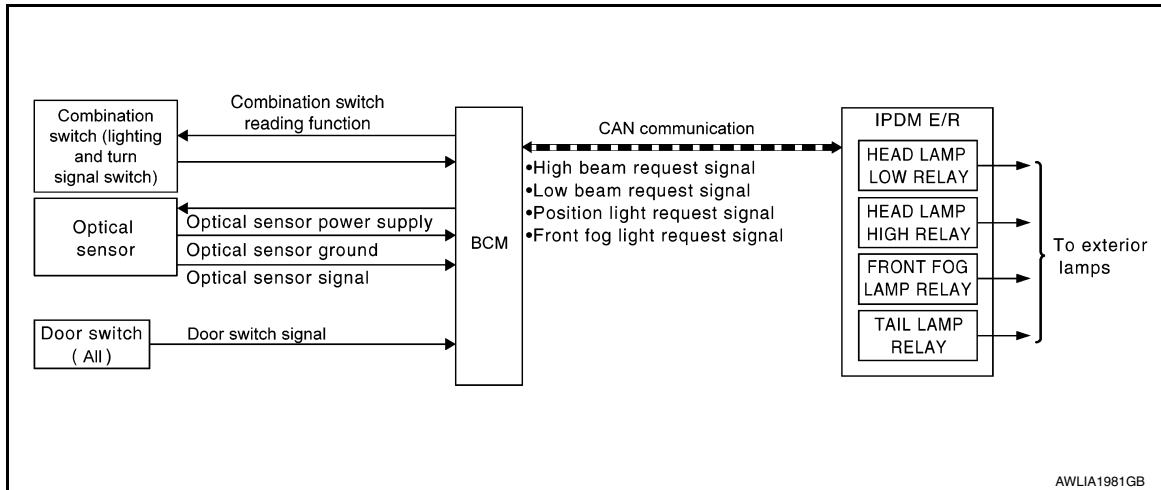 Combination
switch (lighting
and turn
signal switch)
Combination switch
reading function
Optical
sensor
Optical sensor power supply
Optical sensor ground
Optical sensor signal
Door switch
( All )
Door switch signal
BCM
CAN communication
•High beam request signal
•Low beam request signal
•Position light request signal
•Front fog light request signal
IPDM E/R
HEAD LAMP
LOW RELAY
HEAD LAMP
HIGH RELAY
FRONT FOG
LAMP RELAY
TAIL LAMP
RELAY
To exterior
lamps
AWLIA1981GB